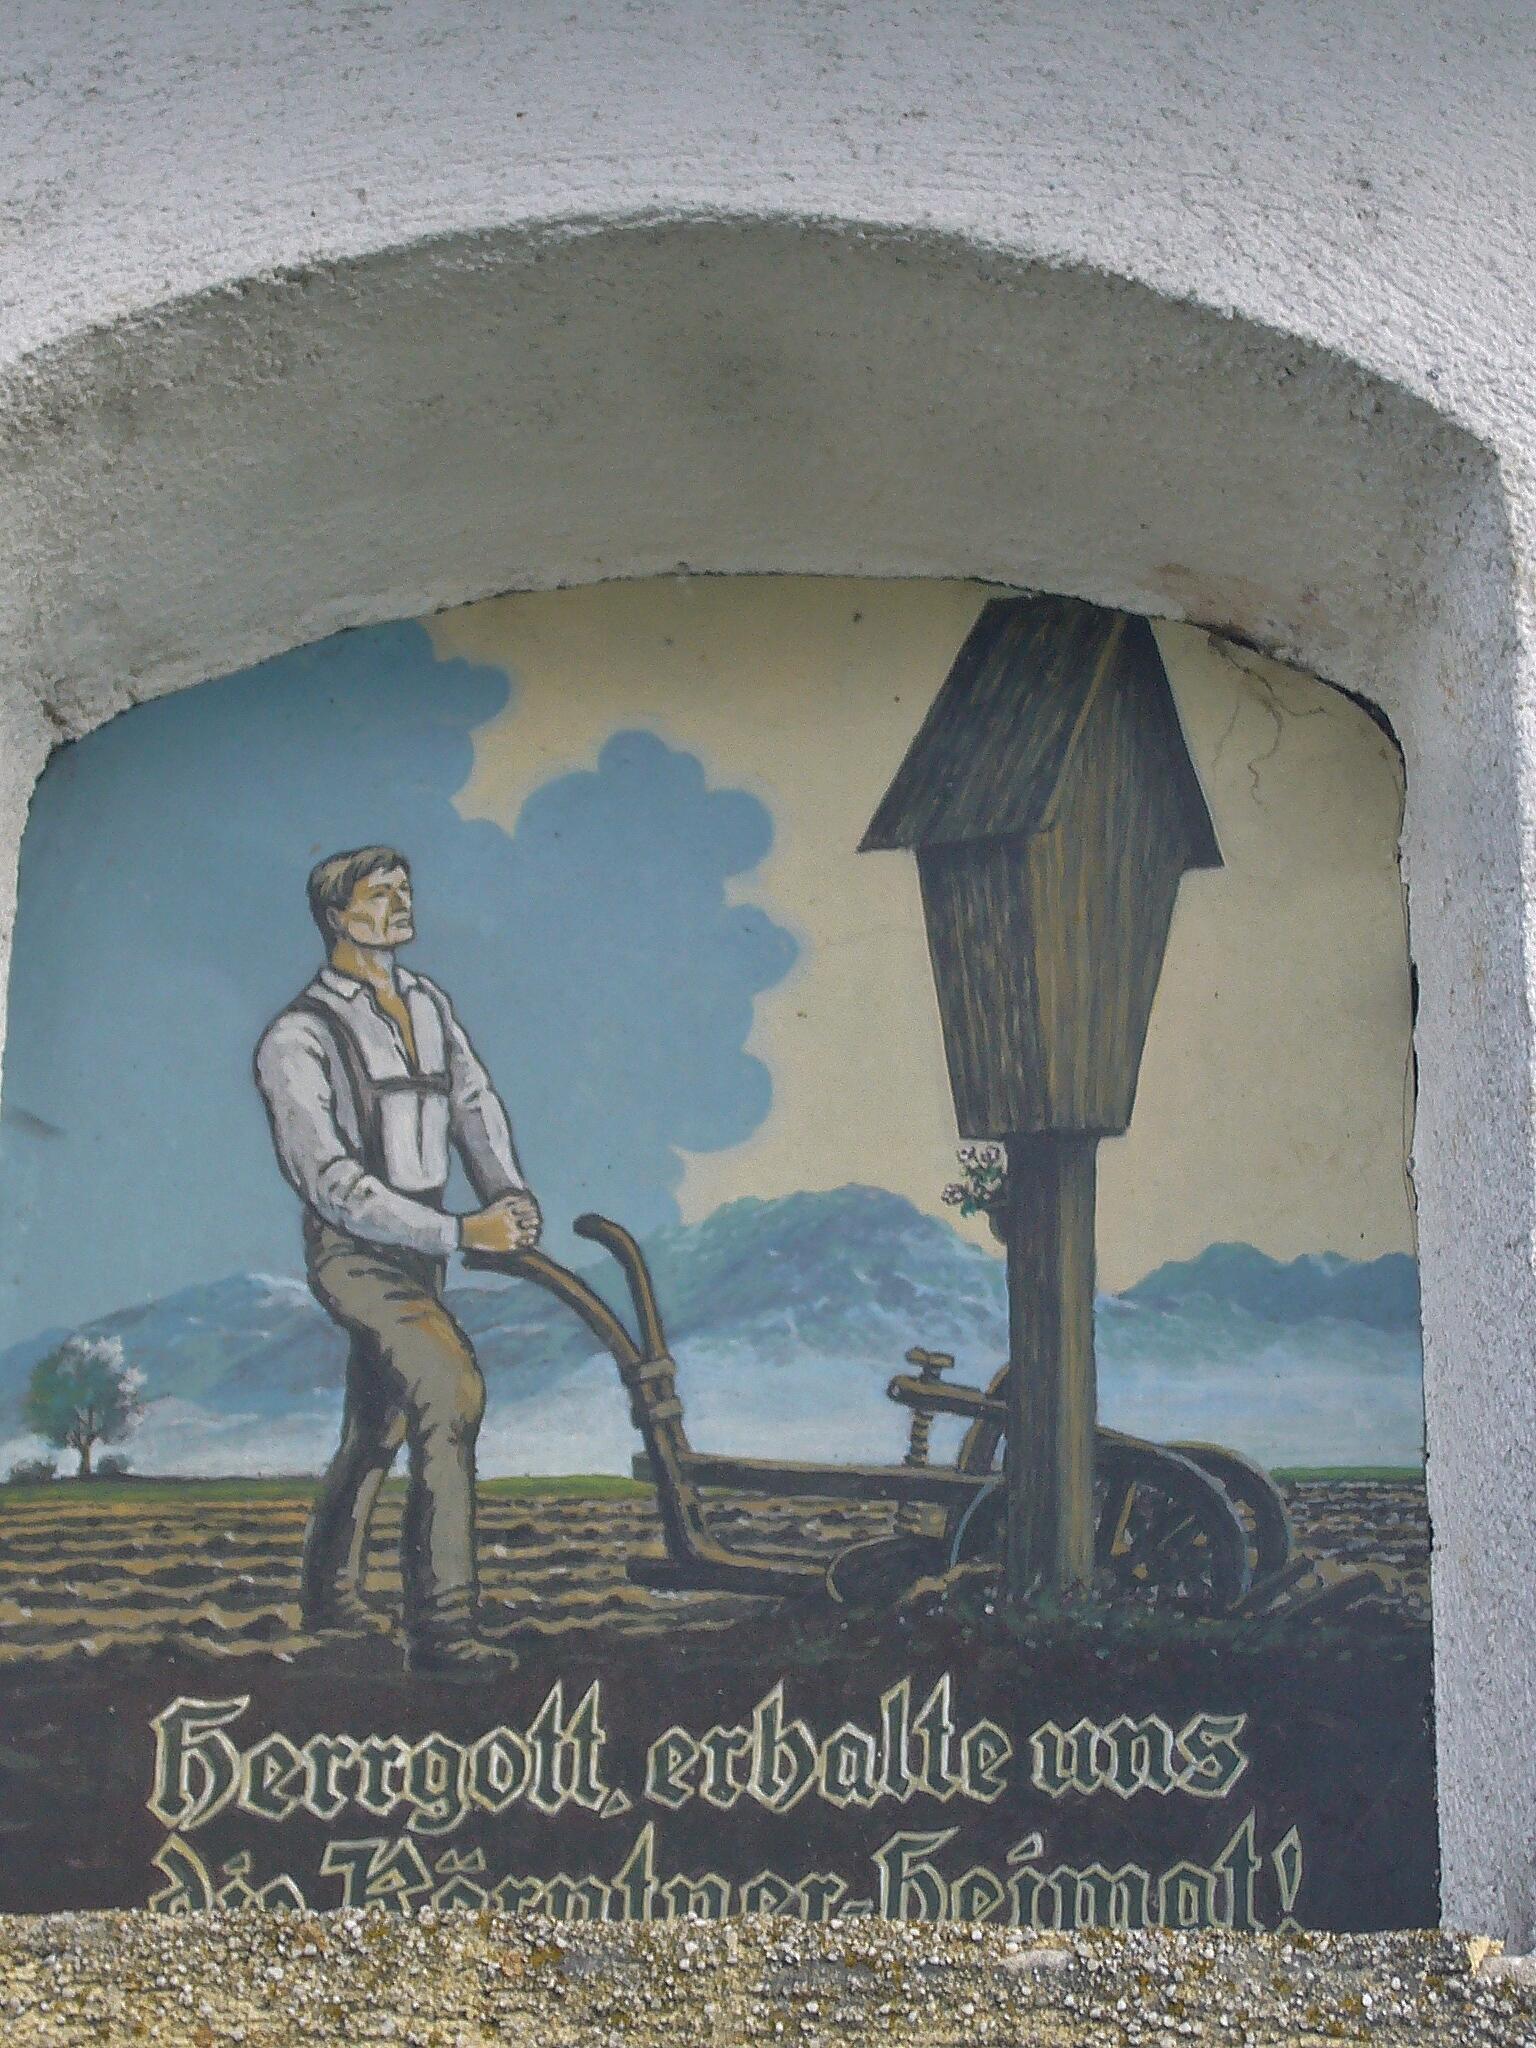 Herrgott, erhalte uns
die Kärntner-Heimat!